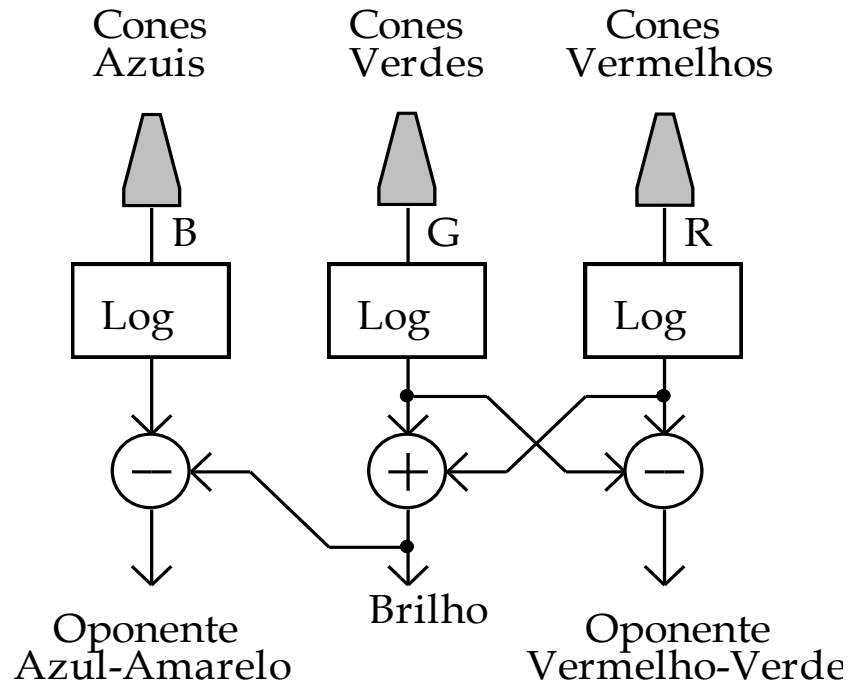 Cones
Azuis
Cones
Verdes
Cones
Vermelhos
B
G
R
Log
Log
Log
−
+
−
Brilho
Oponente
Azul-Amarelo
Oponente
Vermelho-Verde